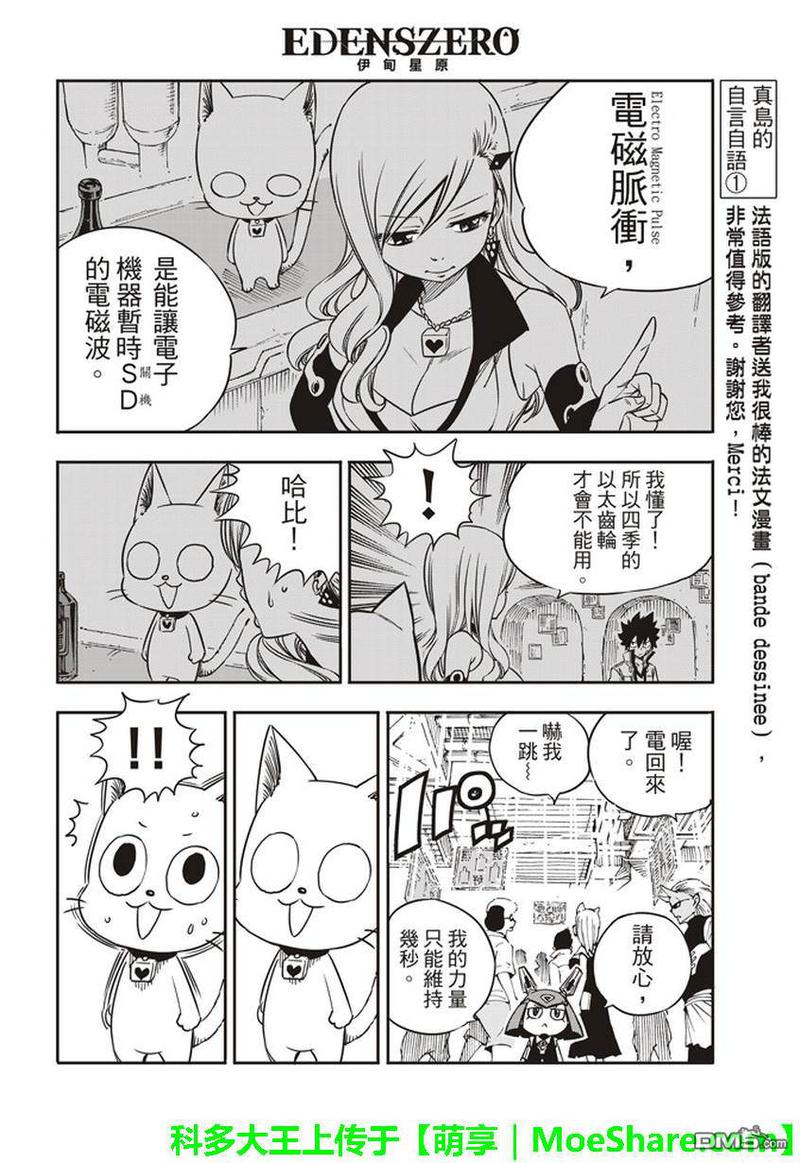 EDENSZERO
伊甸星原
真島的
自言自語①
法語版的翻譯者送我很棒的法文漫畫（bande dessinee），
非常值得參考。謝謝您，Merci！
Electro Magnetic Pulse
電磁脈衝，
是能讓電子
機器暫時SD
關機
的電磁波。
我懂了！
所以四季的
以太齒輪
才會不能用。
！
哈比！
喔！
電回來
了。
嚇我
一跳~
パッ
請放心，
我的力量
只能維持
幾秒。
!!
科多大王上传于【萌享｜MoeShare.com】